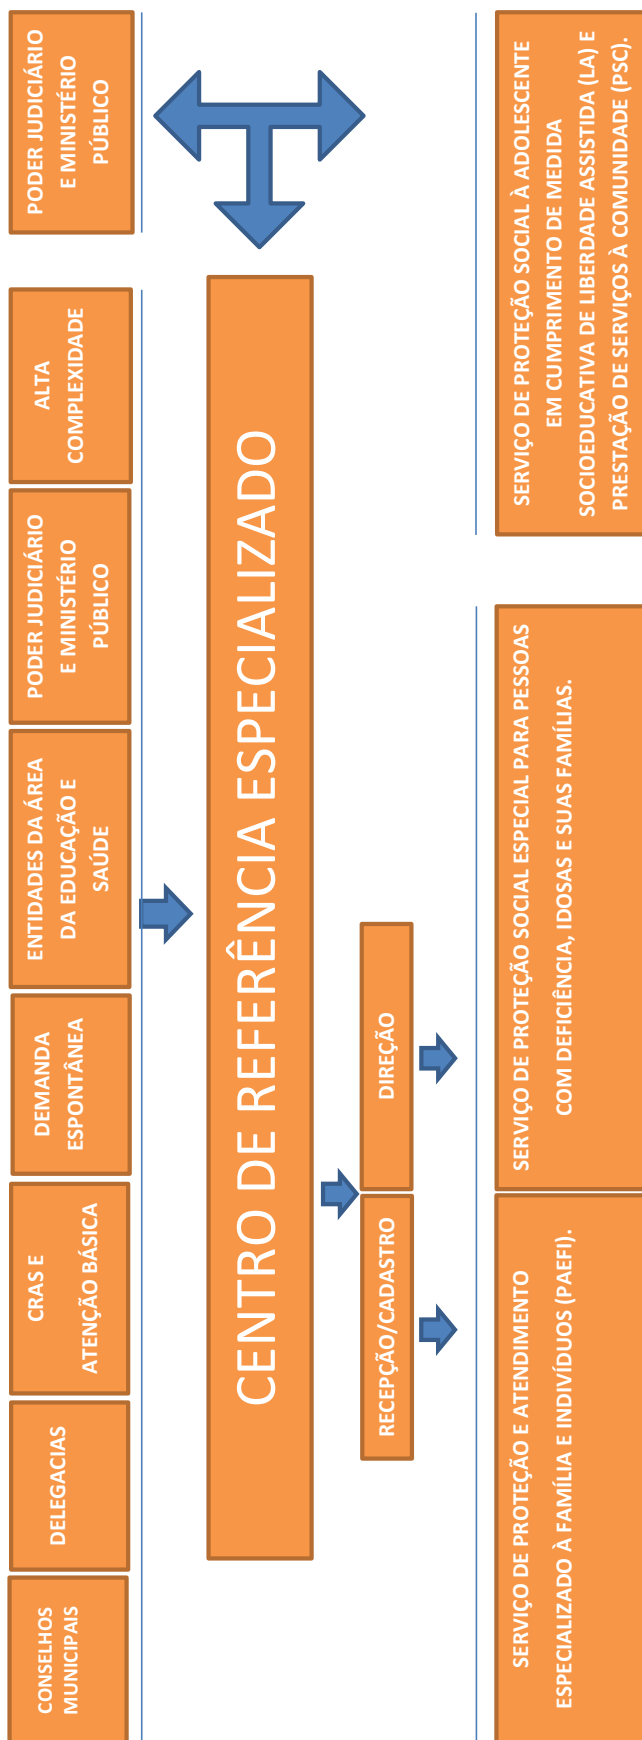 CONSELHOS
MUNICIPAIS
DELEGACIAS
CRAS E
ATENÇÃO BÁSICA
DEMANDA
ESPONTÂNEA
ENTIDADES DA ÁREA
DA EDUCAÇÃO E
SAÚDE
PODER JUDICIÁRIO
E MINISTÉRIO
PÚBLICO
ALTA
COMPLEXIDADE
PODER JUDICIÁRIO
E MINISTÉRIO
PÚBLICO
CENTRO DE REFERÊNCIA ESPECIALIZADO
RECEPÇÃO/CADASTRO
DIREÇÃO
SERVIÇO DE PROTEÇÃO E ATENDIMENTO
ESPECIALIZADO À FAMÍLIA E INDIVÍDUOS (PAEFI).
SERVIÇO DE PROTEÇÃO SOCIAL ESPECIAL PARA PESSOAS
COM DEFICIÊNCIA, IDOSAS E SUAS FAMÍLIAS.
SERVIÇO DE PROTEÇÃO SOCIAL À ADOLESCENTE
EM CUMPRIMENTO DE MEDIDA
SOCIOEDUCATIVA DE LIBERDADE ASSISTIDA (LA) E
PRESTAÇÃO DE SERVIÇOS À COMUNIDADE (PSC).